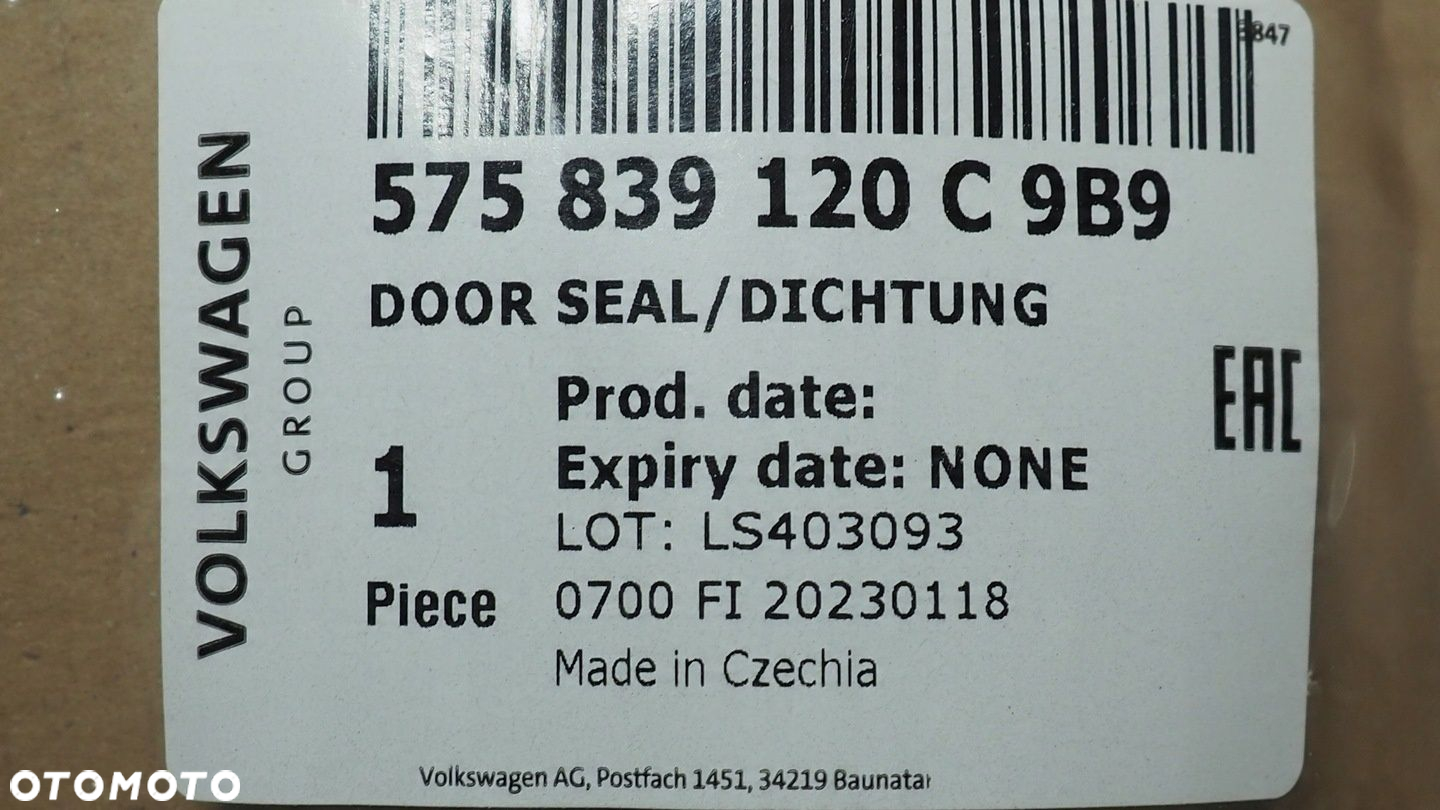 3847
575 839 120 C 9B9
DOOR SEAL/DICHTUNG
VOLKSWAGEN
GROUP
EAC
Prod. date:
Expiry date: NONE
1
LOT: LS403093
Piece
0700 FI 20230118
Made in Czechia
Volkswagen AG, Postfach 1451, 34219 Baunatal
OTOMOTO